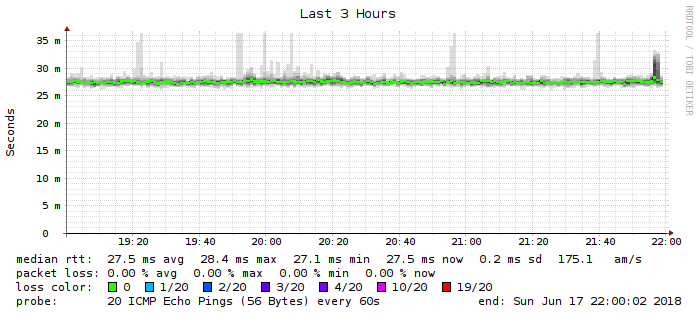 Last 3 Hours
RRDTOOL / TOBI OETIKER
Seconds
35 m
30 m
25 m
20 m
15 m
10 m
5 m
0
19:20 19:40 20:00 20:20 20:40 21:00 21:20 21:40 22:00
median rtt: 27.5 ms avg 28.4 ms max 27.1 ms min 27.5 ms now 0.2 ms sd 175.1 am/s
packet loss: 0.00 % avg 0.00 % max 0.00 % min 0.00 % now
loss color: 0 1/20 2/20 3/20 4/20 10/20 19/20
probe: 20 ICMP Echo Pings (56 Bytes) every 60s end: Sun Jun 17 22:00:02 2018